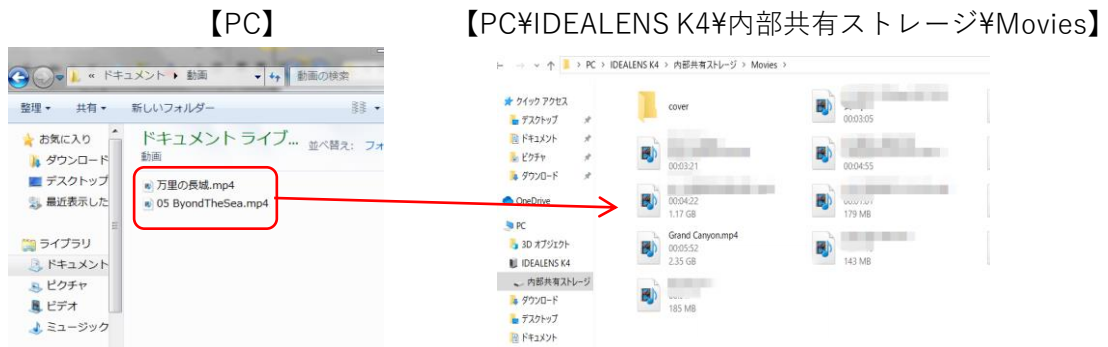 【PC】
【PC¥IDEALENS K4¥内部共有ストレージ¥Movies】
« ドキュメント ▸ 動画
動画の検索
整理 ▾ 共有 ▾ 新しいフォルダー
お気に入り
ダウンロード
デスクトップ
最近表示した
ライブラリ
ドキュメント
ピクチャ
ビデオ
ミュージック
ドキュメント ライブ...
並べ替え: フォ
動画
万里の長城.mp4
05 ByondTheSea.mp4
> PC > IDEALENS K4 > 内部共有ストレージ > Movies >
クイック アクセス
デスクトップ
ドキュメント
ピクチャ
ダウンロード
OneDrive
PC
3D オブジェクト
IDEALENS K4
内部共有ストレージ
ダウンロード
デスクトップ
ドキュメント
cover
00:03:05
00:03:21
00:04:55
00:04:22
1.17 GB
179 MB
Grand Canyon.mp4
00:05:52
2.35 GB
143 MB
185 MB